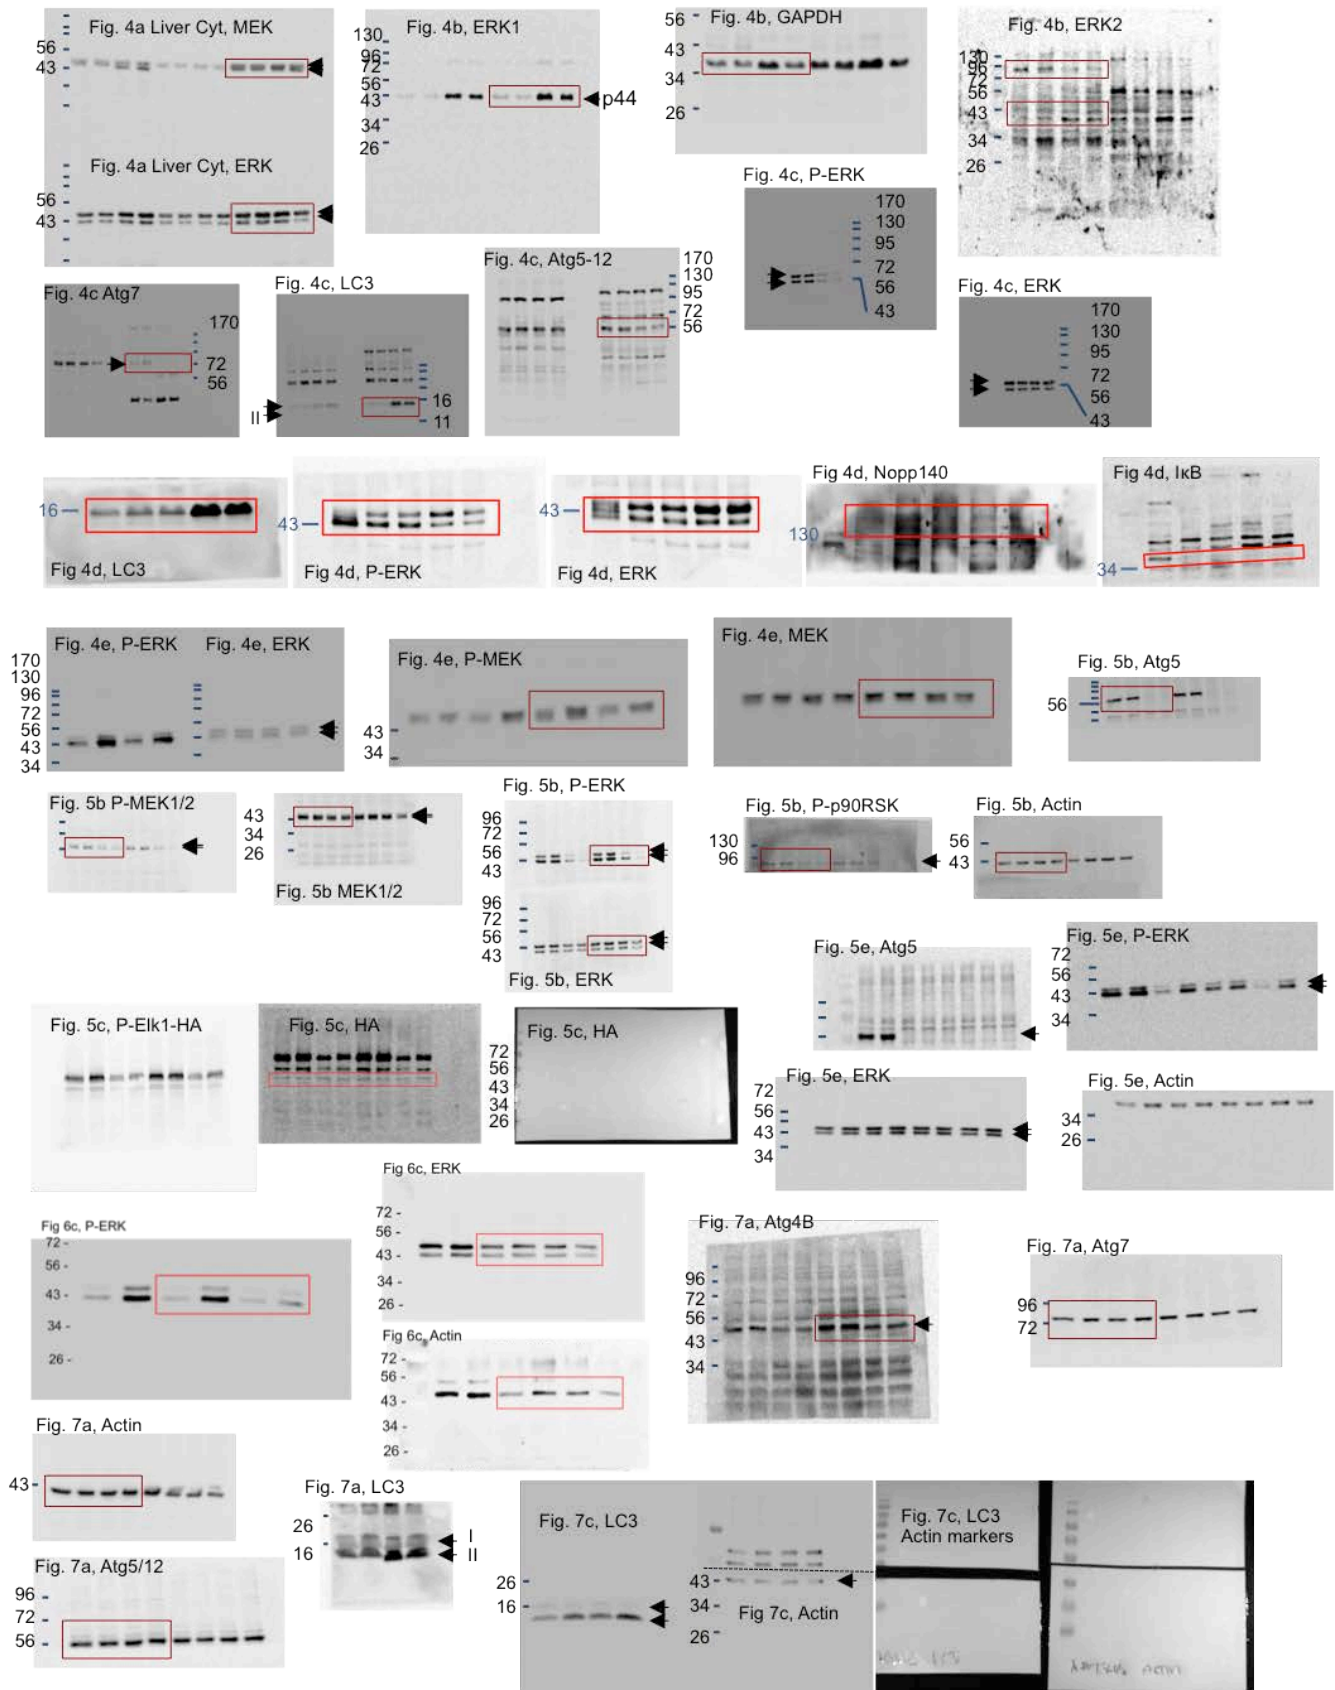 Fig. 4a Liver Cyt, MEK
56
43
Fig. 4a Liver Cyt, ERK
56
43
Fig. 4b, ERK1
130
96
72
56
43
34
26
p44
Fig. 4b, GAPDH
56
43
34
26
Fig. 4b, ERK2
130
96
72
56
43
34
26
Fig. 4c, P-ERK
170
130
95
72
56
43
Fig. 4c Atg7
170
72
56
Fig. 4c, LC3
16
11
II
Fig. 4c, Atg5-12
170
130
95
72
56
Fig. 4c, ERK
170
130
95
72
56
43
16
Fig 4d, LC3
43
Fig 4d, P-ERK
43
Fig 4d, ERK
Fig 4d, Nopp140
130
Fig 4d, IκB
34
Fig. 4e, P-ERK
Fig. 4e, ERK
170
130
96
72
56
43
34
Fig. 4e, P-MEK
43
34
Fig. 4e, MEK
Fig. 5b, Atg5
56
Fig. 5b P-MEK1/2
43
34
26
Fig. 5b MEK1/2
Fig. 5b, P-ERK
96
72
56
43
96
72
56
43
Fig. 5b, ERK
Fig. 5b, P-p90RSK
130
96
Fig. 5b, Actin
56
43
Fig. 5c, P-Elk1-HA
Fig. 5c, HA
72
56
43
34
26
Fig. 5c, HA
Fig. 5e, Atg5
Fig. 5e, P-ERK
72
56
43
34
Fig. 5e, ERK
72
56
43
34
Fig. 5e, Actin
34
26
Fig 6c, P-ERK
72 -
56 -
43 -
34 -
26 -
Fig 6c, ERK
72 -
56 -
43 -
34 -
26 -
Fig 6c, Actin
72 -
56 -
43 -
34 -
26 -
Fig. 7a, Atg4B
96
72
56
43
34
Fig. 7a, Atg7
96
72
Fig. 7a, Actin
43
Fig. 7a, Atg5/12
96
72
56
Fig. 7a, LC3
26
16
I
II
Fig. 7c, LC3
26
16
43
34
26
Fig 7c, Actin
Fig. 7c, LC3
Actin markers